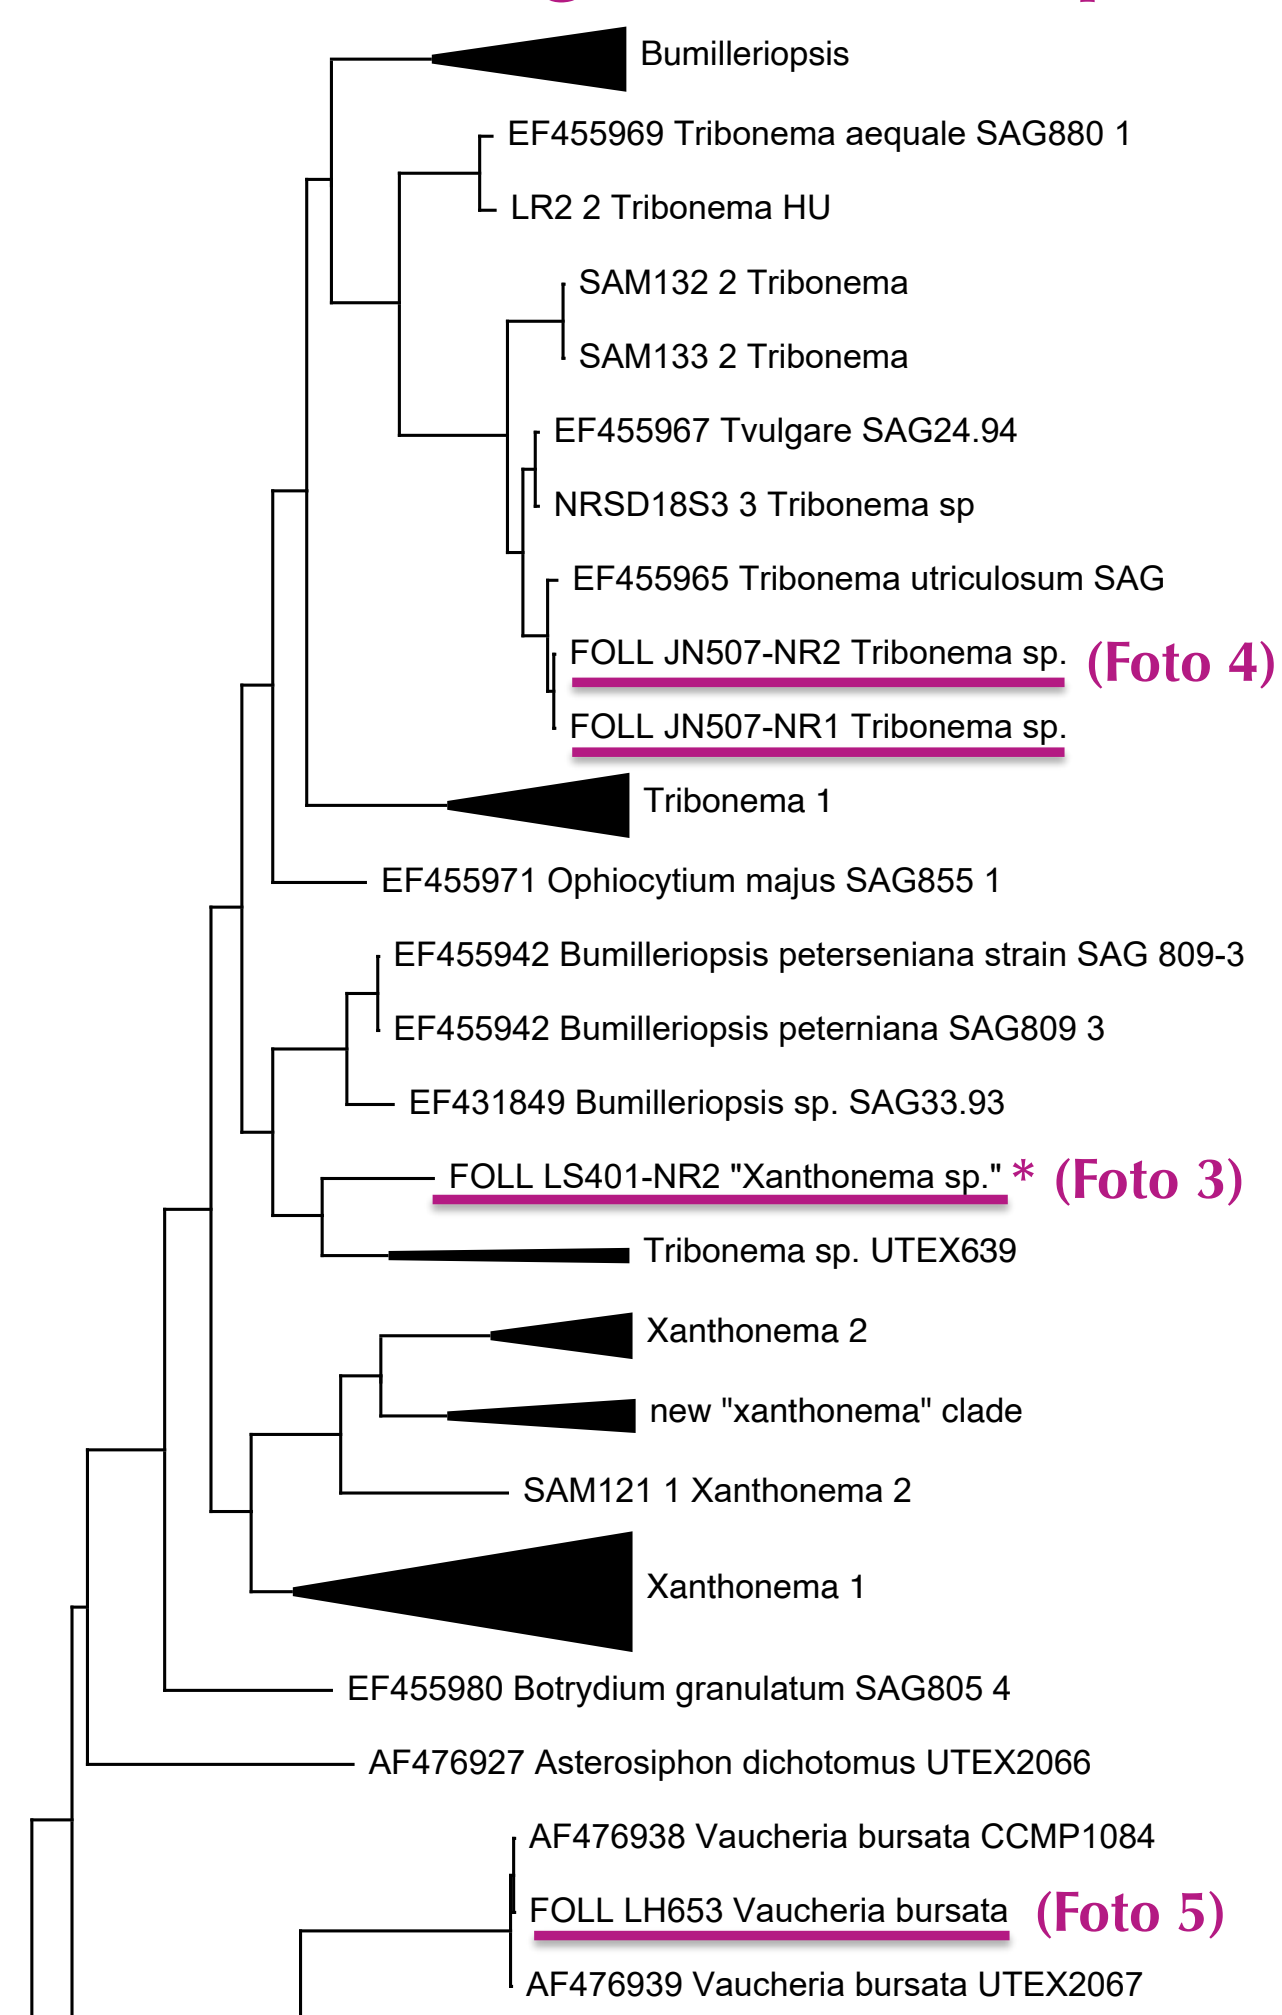 Bumilleriopsis
EF455969 Tribonema aequale SAG880 1
LR2 2 Tribonema HU
SAM132 2 Tribonema
SAM133 2 Tribonema
EF455967 Tvulgare SAG24.94
NRSD18S3 3 Tribonema sp
EF455965 Tribonema utriculosum SAG
FOLL JN507-NR2 Tribonema sp. (Foto 4)
FOLL JN507-NR1 Tribonema sp.
Tribonema 1
EF455971 Ophiocytium majus SAG855 1
EF455942 Bumilleriopsis peterseniana strain SAG 809-3
EF455942 Bumilleriopsis peterniana SAG809 3
EF431849 Bumilleriopsis sp. SAG33.93
FOLL LS401-NR2 "Xanthonema sp." * (Foto 3)
Tribonema sp. UTEX639
Xanthonema 2
new "xanthonema" clade
SAM121 1 Xanthonema 2
Xanthonema 1
EF455980 Botrydium granulatum SAG805 4
AF476927 Asterosiphon dichotomus UTEX2066
AF476938 Vaucheria bursata CCMP1084
FOLL LH653 Vaucheria bursata (Foto 5)
AF476939 Vaucheria bursata UTEX2067